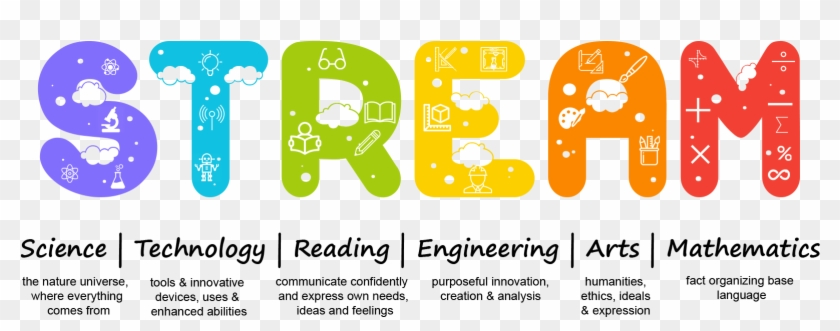 STREAM
Science | Technology | Reading | Engineering | Arts | Mathematics
the nature universe,
where everything
comes from
tools & innovative
devices, uses &
enhanced abilities
communicate confidently
and express own needs,
ideas and feelings
purposeful innovation,
creation & analysis
humanities,
ethics, ideals
& expression
fact organizing base
language